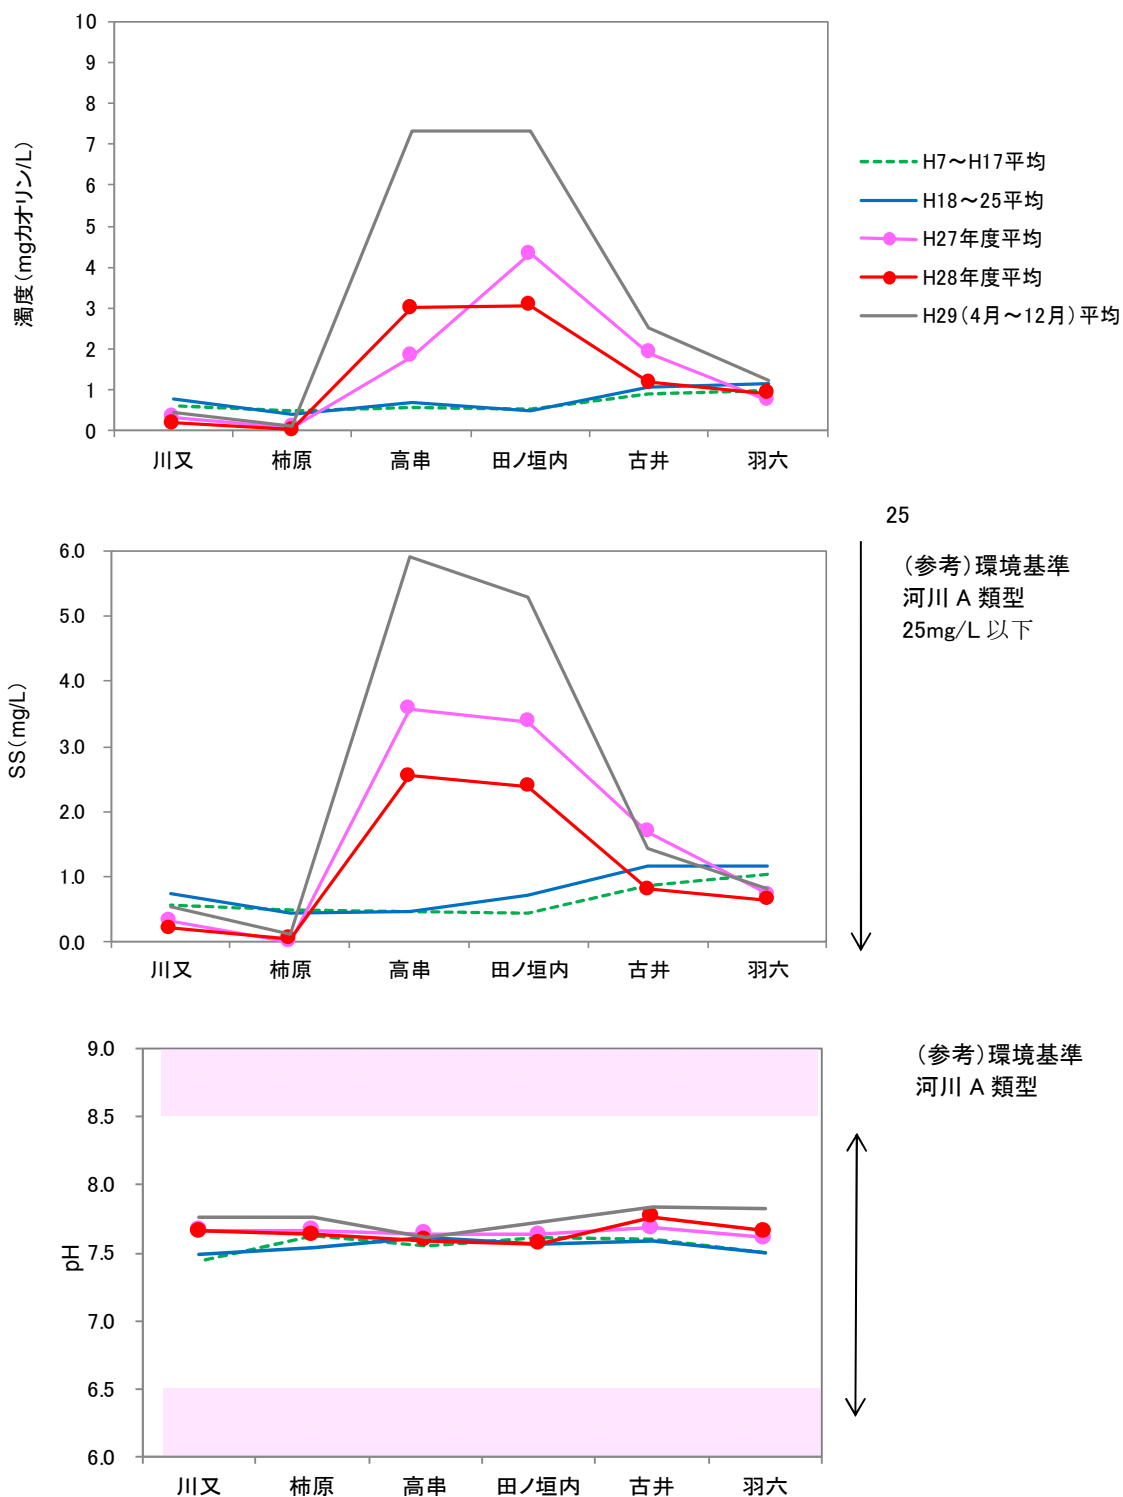 10
9
8
7
6
5
4
3
2
1
0
濁度(mgカオリン/L)
川又 柿原 高串 田ノ垣内 古井 羽六
H7～H17平均
H18～25平均
H27年度平均
H28年度平均
H29(4月～12月)平均
6.0
5.0
4.0
3.0
2.0
1.0
0.0
SS(mg/L)
川又 柿原 高串 田ノ垣内 古井 羽六
25
(参考)環境基準
河川 A 類型
25mg/L 以下
9.0
8.5
8.0
7.5
7.0
6.5
6.0
pH
川又 柿原 高串 田ノ垣内 古井 羽六
(参考)環境基準
河川 A 類型